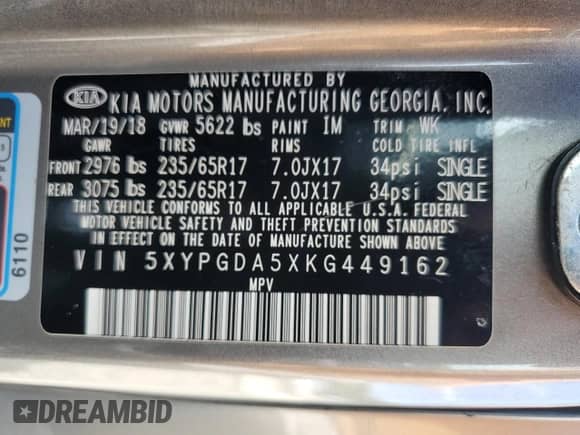 MANUFACTURED BY
KIA KIA MOTORS MANUFACTURING GEORGIA, INC.
MAR/19/18 GVWR 5622 lbs PAINT IM TRIM WK
GAWR TIRES RIMS COLD TIRE INFL
FRONT 2976 lbs 235/65R17 7.0JX17 34psi SINGLE
REAR 3075 lbs 235/65R17 7.0JX17 34psi SINGLE
THIS VEHICLE CONFORMS TO ALL APPLICABLE U.S.A. FEDERAL
MOTOR VEHICLE SAFETY AND THEFT PREVENTION STANDARDS
IN EFFECT ON THE DATE OF MANUFACTURE SHOWN ABOVE
VIN 5XYPGDA5XKG449162
MPV
6110
DREAMBID